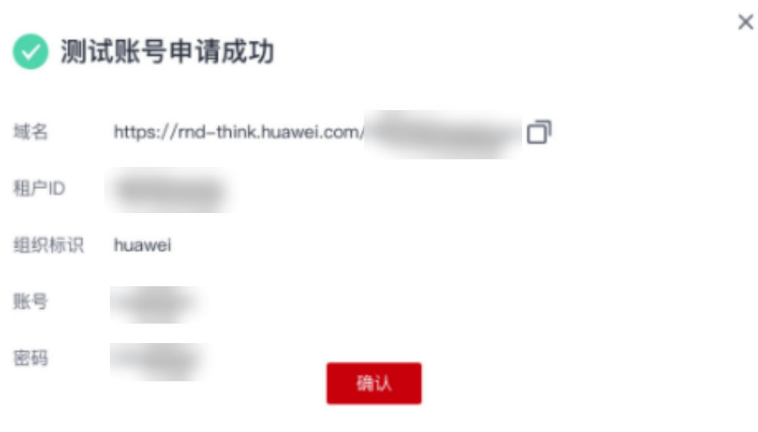 测试账号申请成功
域名 https://rnd-think.huawei.com/
租户ID
组织标识 huawei
账号
密码
确认